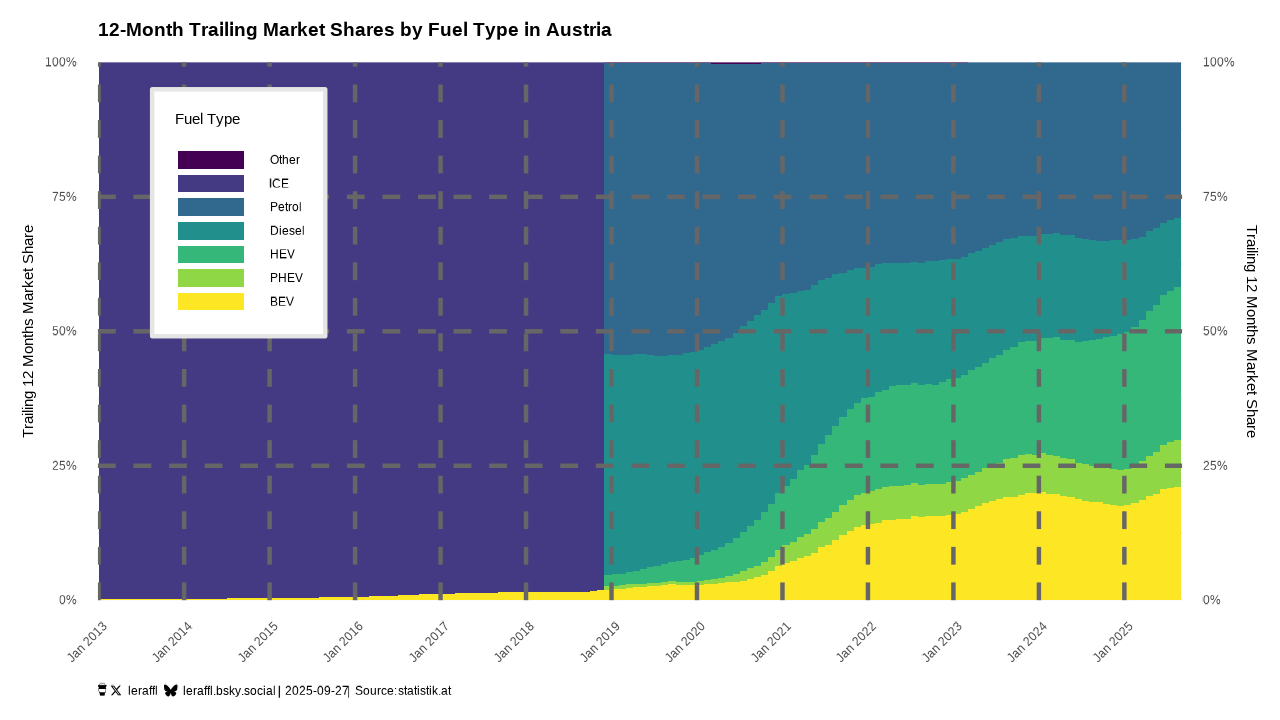 12-Month Trailing Market Shares by Fuel Type in Austria
100%
100%
Fuel Type
Other
ICE
Petrol
Diesel
HEV
PHEV
BEV
75%
75%
50%
50%
25%
25%
0%
0%
Trailing 12 Months Market Share
Trailing 12 Months Market Share
Jan 2013
Jan 2014
Jan 2015
Jan 2016
Jan 2017
Jan 2018
Jan 2019
Jan 2020
Jan 2021
Jan 2022
Jan 2023
Jan 2024
Jan 2025
leraffl leraffl.bsky.social | 2025-09-27| Source:statistik.at